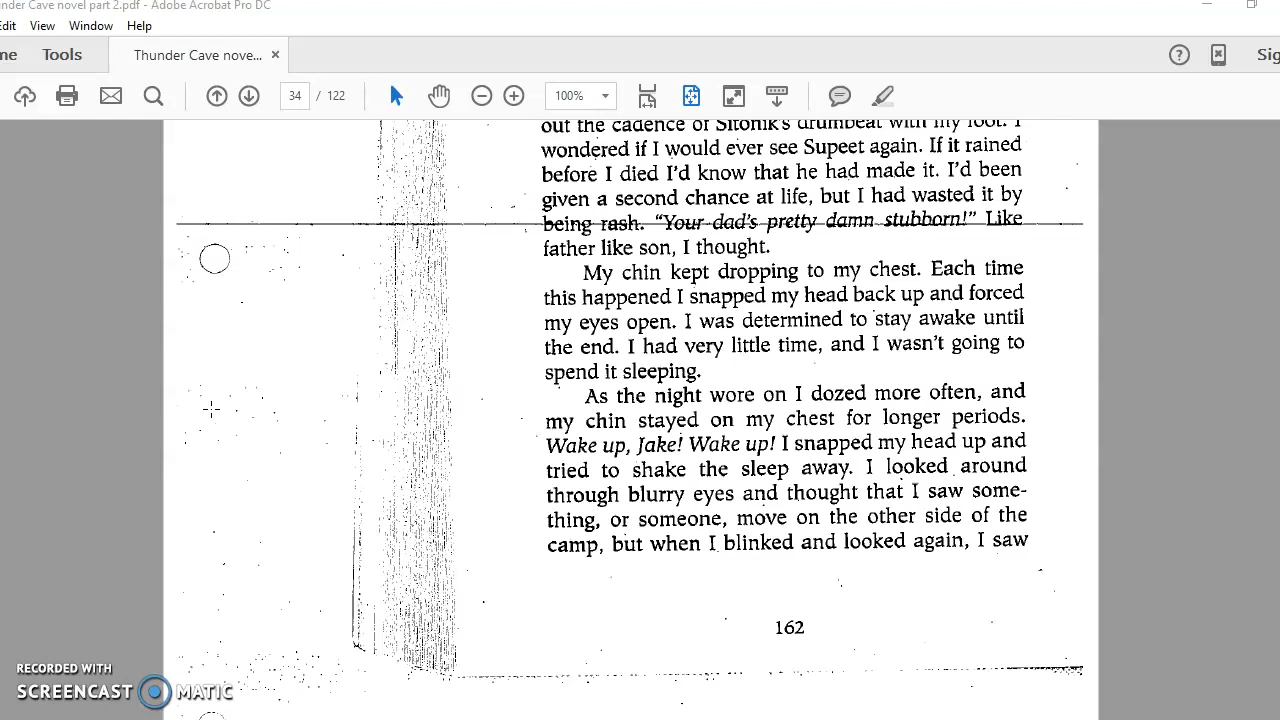 under Cave novel part 2.pdf - Adobe Acrobat Pro DC
Edit View Window Help
me Tools Thunder Cave nove... × Sig
34 / 122 100%
out the cadence of Sitonik's drumbeat with my foot. I
wondered if I would ever see Supeet again. If it rained
before I died I'd know that he had made it. I'd been
given a second chance at life, but I had wasted it by
being rash. "Your dad's pretty damn stubborn!" Like
father like son, I thought.
My chin kept dropping to my chest. Each time
this happened I snapped my head back up and forced
my eyes open. I was determined to stay awake until
the end. I had very little time, and I wasn't going to
spend it sleeping.
As the night wore on I dozed more often, and
my chin stayed on my chest for longer periods.
Wake up, Jake! Wake up! I snapped my head up and
tried to shake the sleep away. I looked around
through blurry eyes and thought that I saw some-
thing, or someone, move on the other side of the
camp, but when I blinked and looked again, I saw
162
RECORDED WITH
SCREENCAST MATIC